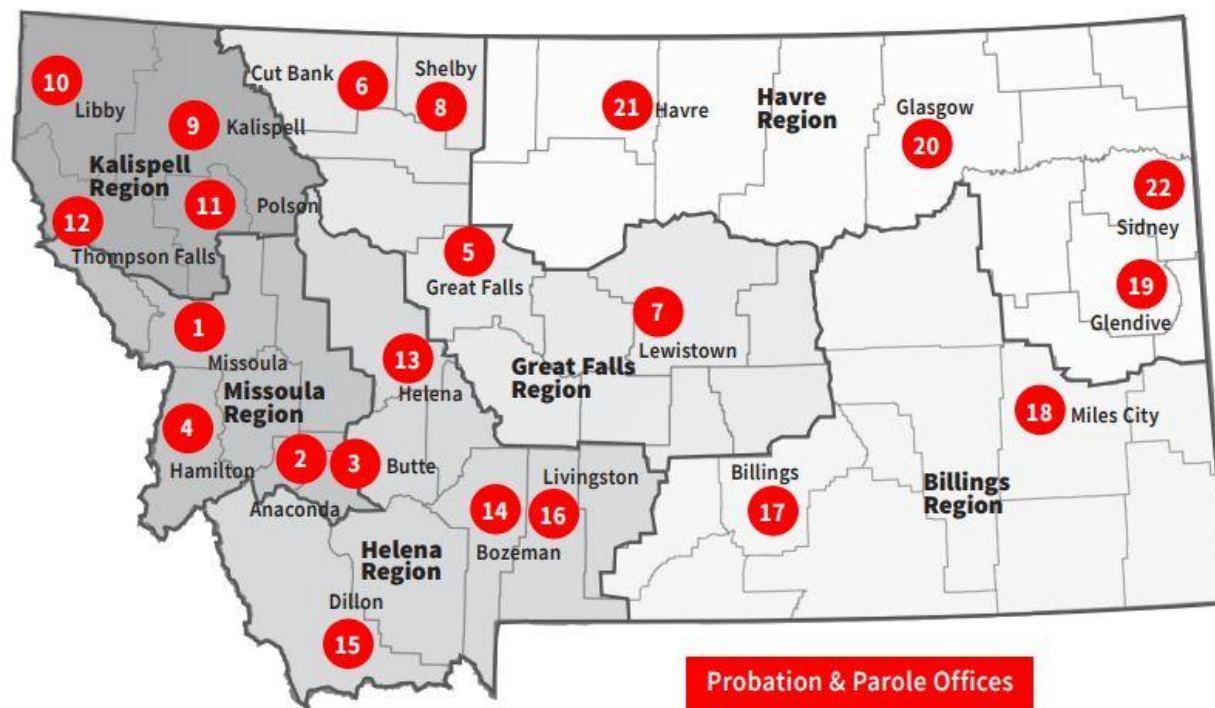 10
Libby
9
Kalispell
Kalispell
Region
11
Polson
12
Thompson Falls
Cut Bank
6
Shelby
8
21
Havre
Havre
Region
Glasgow
20
22
Sidney
19
Glendive
5
Great Falls
7
Lewistown
Great Falls
Region
1
Missoula
Missoula
Region
4
Hamilton
2
Anaconda
3
Butte
13
Helena
14
Bozeman
Livingston
16
Helena
Region
Dillon
15
Billings
17
18
Miles City
Billings
Region
Probation & Parole Offices